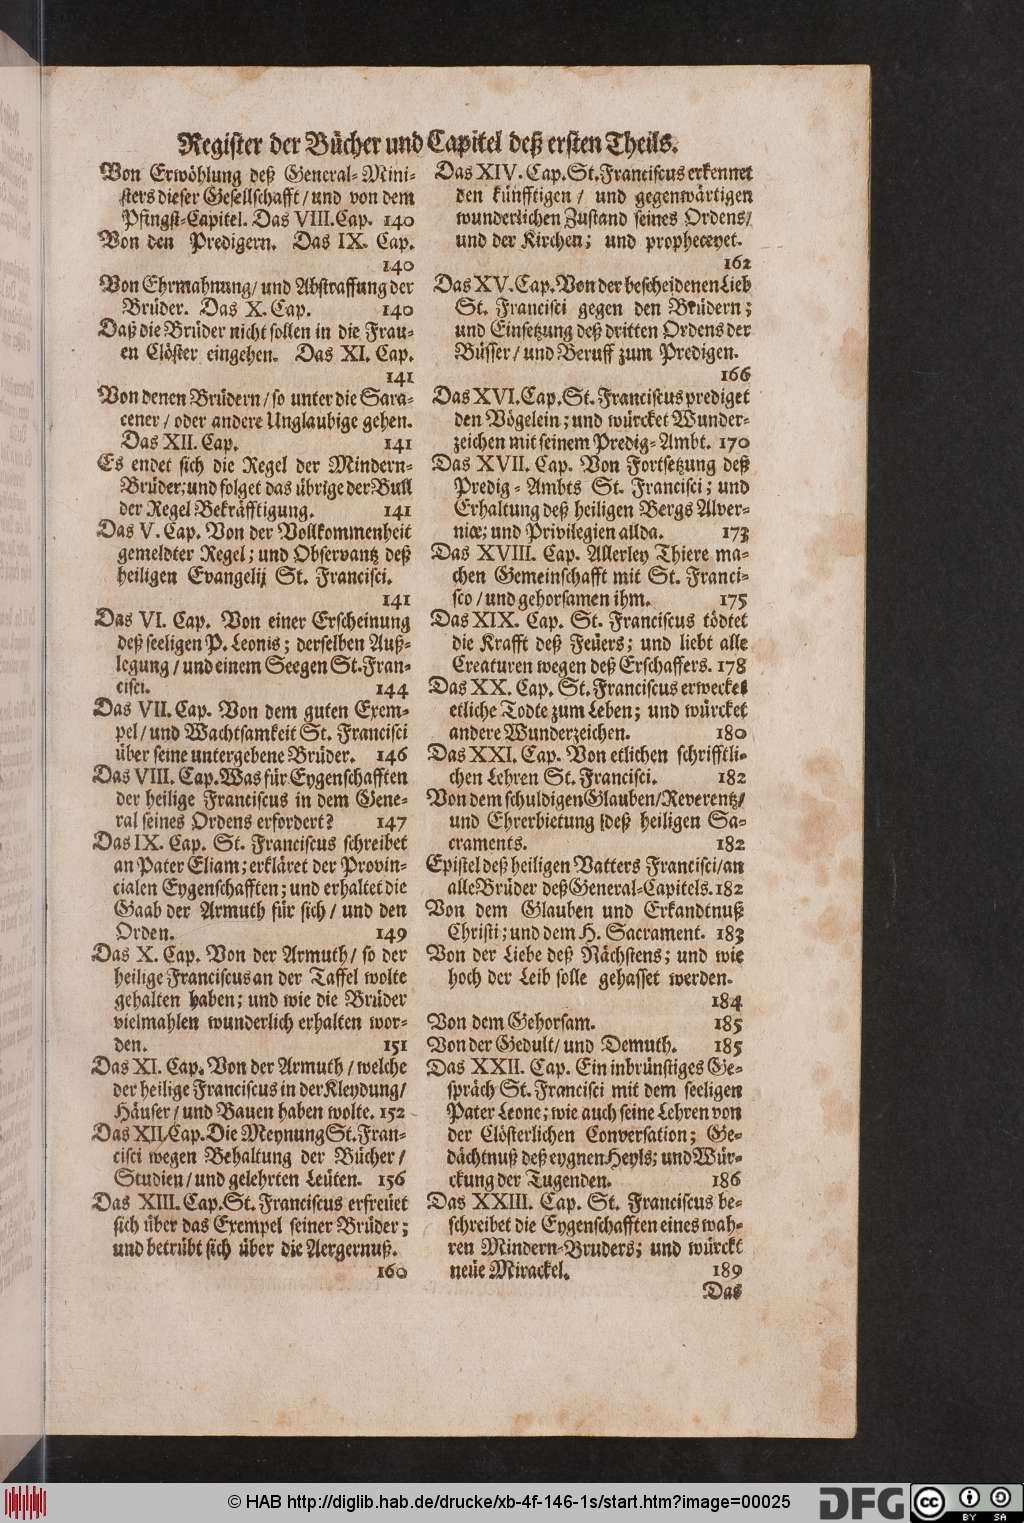 Register der Bücher und Capitel deß ersten Theils.
Von Erwöhlung deß General-Mini-
sters dieser Gesellschafft / und von dem
Pfingst-Capitel. Das VIII. Cap. 140
Von den Predigern. Das IX. Cap.
140
Von Ehrmahnung / und Abstraffung der
Brüder. Das X. Cap. 140
Daß die Brüder nicht sollen in die Frau-
en Clöster eingehen. Das XI. Cap.
141
Von denen Brüdern / so unter die Sara-
cener / oder andere Unglaubige gehen.
Das XII. Cap. 141
Es endet sich die Regel der Mindern-
Brüder; und folget das übrige der Bull
der Regel Bekräfftigung. 141
Das V. Cap. Von der Vollkommenheit
gemeldter Regel; und Observantz deß
heiligen Evangelij St. Francisci.
141
Das VI. Cap. Von einer Erscheinung
deß seeligen P. Leonis; derselben Auß-
legung / und einem Seegen St. Fran-
cisci. 144
Das VII. Cap. Von dem guten Exem-
pel / und Wachtsamkeit St. Francisci
über seine untergebene Brüder. 146
Das VIII. Cap. Was für Eygenschafften
der heilige Franciscus in dem Gene-
ral seines Ordens erfordert? 147
Das IX. Cap. St. Franciscus schreibet
an Pater Eliam; erkläret der Provin-
cialen Eygenschafften; und erhaltet die
Gaab der Armuth für sich / und den
Orden. 149
Das X. Cap. Von der Armuth / so der
heilige Franciscus an der Taffel wolte
gehalten haben; und wie die Brüder
vielmahlen wunderlich erhalten wor-
den. 151
Das XI. Cap. Von der Armuth / welche
der heilige Franciscus in der Kleydung /
Häuser / und Bauen haben wolte. 152
Das XII. Cap. Die Meynung St. Fran-
cisci wegen Behaltung der Bücher /
Studien / und gelehrten Leüten. 156
Das XIII. Cap. St. Franciscus erfreüet
sich über das Exempel seiner Brüder;
und betrübt sich über die Aergernuß.
160
Das XIV. Cap. St. Franciscus erkennet
den künfftigen / und gegenwärtigen
wunderlichen Zustand seines Ordens /
und der Kirchen; und propheceyet.
162
Das XV. Cap. Von der bescheidenen Lieb
St. Francisci gegen den Brüdern;
und Einsetzung deß dritten Ordens der
Büsser / und Beruff zum Predigen.
166
Das XVI. Cap. St. Franciscus prediget
den Vögelein; und würcket Wunder-
zeichen mit seinem Predig-Ambt. 170
Das XVII. Cap. Von Fortsetzung deß
Predig-Ambts St. Francisci; und
Erhaltung deß heiligen Bergs Alver-
niæ; und Privilegien allda. 173
Das XVIII. Cap. Allerley Thiere ma-
chen Gemeinschafft mit St. Franci-
sco / und gehorsamen ihm. 175
Das XIX. Cap. St. Franciscus tödtet
die Krafft deß Feüers; und liebt alle
Creaturen wegen deß Erschaffers. 178
Das XX. Cap. St. Franciscus erwecket
etliche Todte zum Leben; und würcket
andere Wunderzeichen. 180
Das XXI. Cap. Von etlichen schrifftli-
chen Lehren St. Francisci. 182
Von dem schuldigen Glauben / Reverentz /
und Ehrerbietung deß heiligen Sa-
craments. 182
Epistel deß heiligen Vatters Francisci / an
alle Brüder deß General-Capitels. 182
Von dem Glauben und Erkandtnuß
Christi; und dem H. Sacrament. 183
Von der Liebe deß Nächstens; und wie
hoch der Leib solle gehasset werden.
184
Von dem Gehorsam. 185
Von der Gedult / und Demuth. 185
Das XXII. Cap. Ein inbrünstiges Ge-
spräch St. Francisci mit dem seeligen
Pater Leone; wie auch seine Lehren von
der Clösterlichen Conversation; Ge-
dächtnuß deß eygnen Heyls; und Wür-
ckung der Tugenden. 186
Das XXIII. Cap. St. Franciscus be-
schreibet die Eygenschafften eines wah-
ren Mindern-Bruders; und würckt
neüe Mirackel. 189
Das
© HAB http://diglib.hab.de/drucke/xb-4f-146-1s/start.htm?image=00025
DFG
cc BY SA